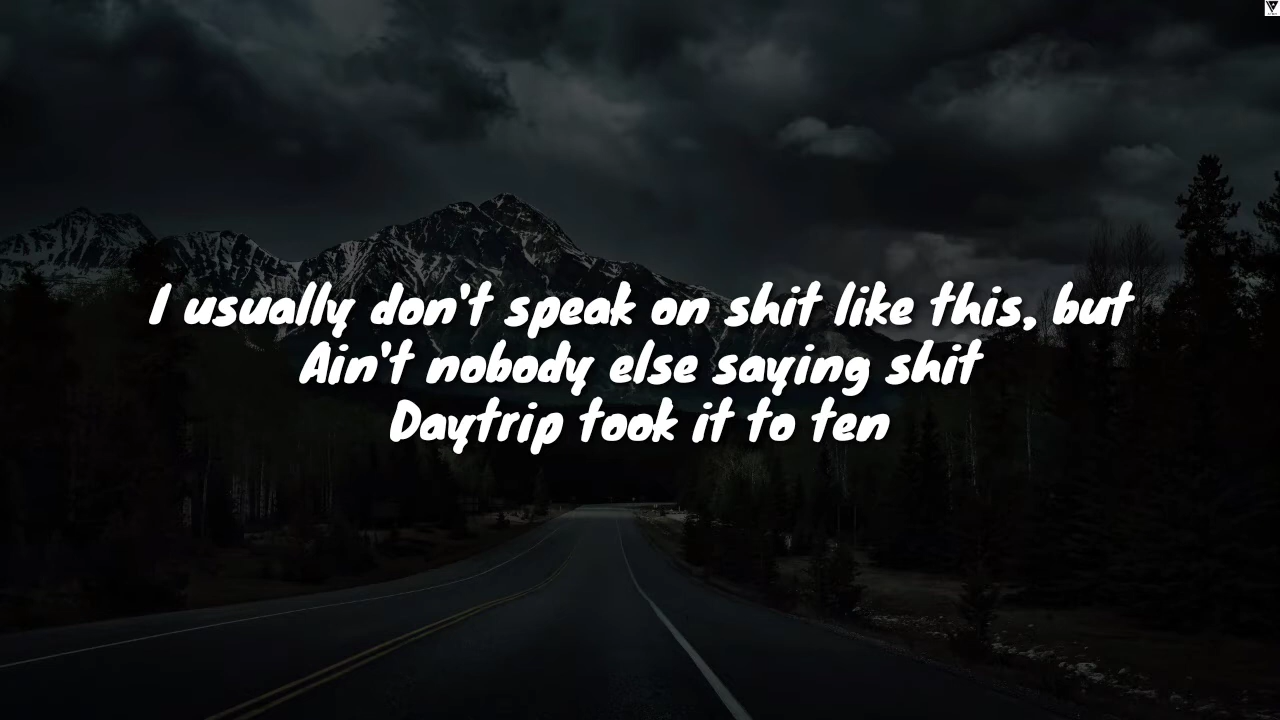 I usually don't speak on shit like this, but
Ain't nobody else saying shit
Daytrip took it to ten